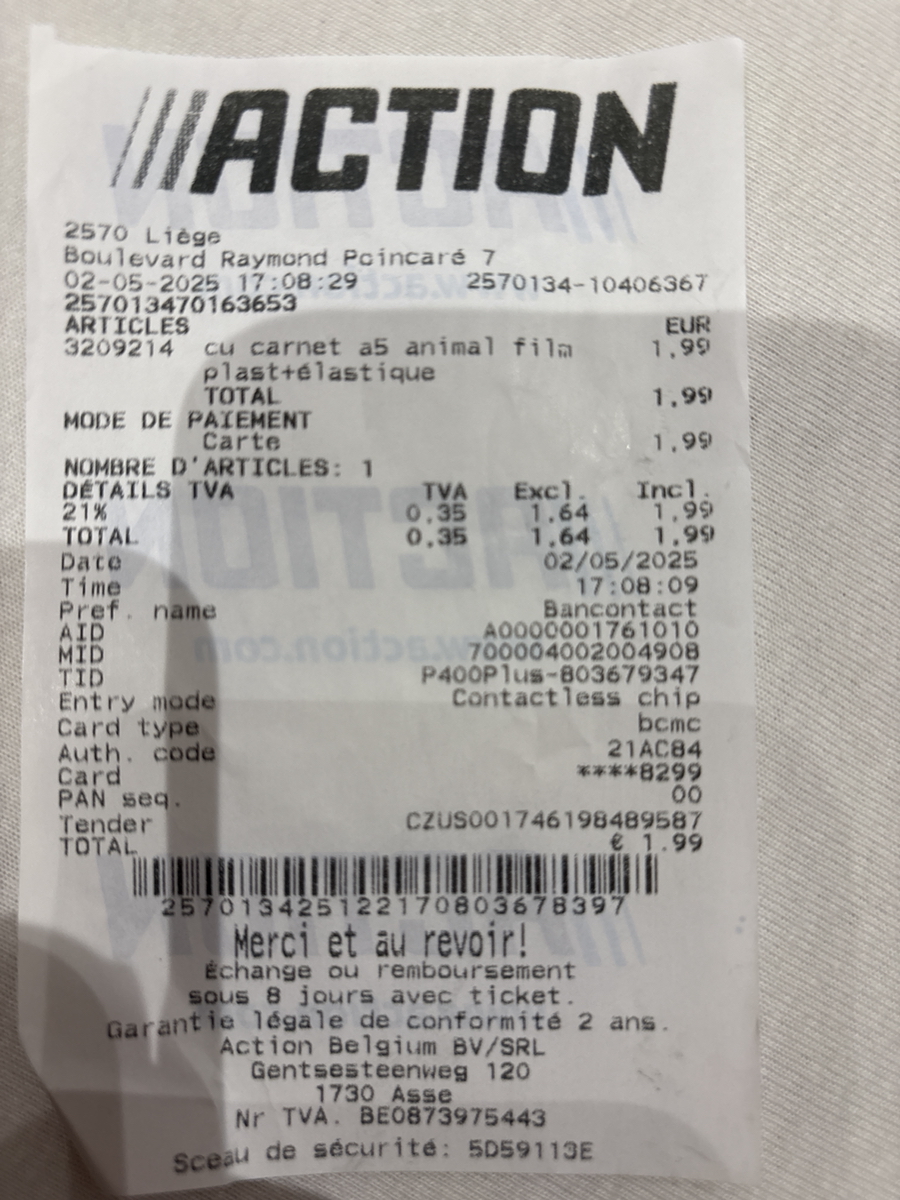 ACTION
2570 Liège
Boulevard Raymond Poincaré 7
02-05-2025 17:08:29 2570134-10406367
257013470163653
ARTICLES EUR
3209214 cu carnet a5 animal film 1,99
plast+élastique
TOTAL 1,99
MODE DE PAIEMENT
Carte 1,99
NOMBRE D'ARTICLES: 1
DÉTAILS TVA TVA Excl. Incl.
21% 0,35 1,64 1,99
TOTAL 0,35 1,64 1,99
Date 02/05/2025
Time 17:08:09
Pref. name Bancontact
AID A0000001761010
MID 700004002004908
TID P400Plus-803679347
Entry mode Contactless chip
Card type bcmc
Auth. code 21AC84
Card ****8299
PAN seq. 00
Tender CZUS001746198489587
TOTAL € 1.99
257013425122170803678397
Merci et au revoir!
Échange ou remboursement
sous 8 jours avec ticket.
Garantie légale de conformité 2 ans.
Action Belgium BV/SRL
Gentsesteenweg 120
1730 Asse
Nr TVA. BE0873975443
Sceau de sécurité: 5D59113E